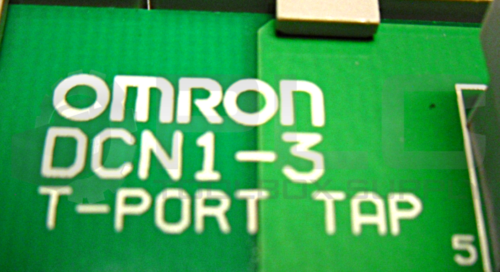 OMRON
DCN1-3
T-PORT TAP
5